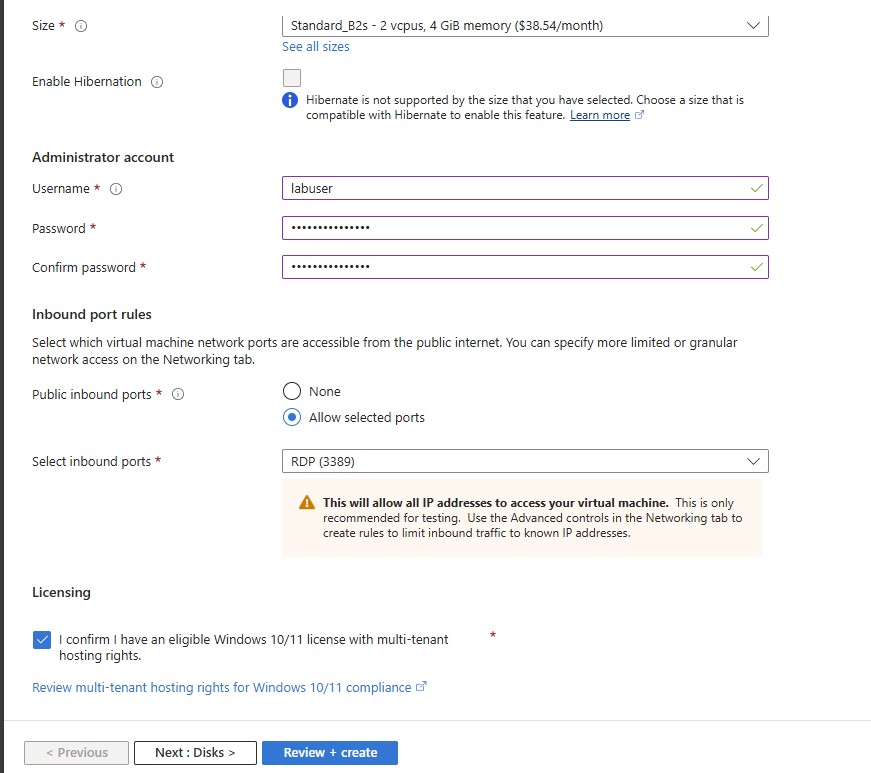 Size *
Standard_B2s - 2 vcpus, 4 GiB memory ($38.54/month)
See all sizes
Enable Hibernation
Hibernate is not supported by the size that you have selected. Choose a size that is
compatible with Hibernate to enable this feature. Learn more
Administrator account
Username *
labuser
Password *
•••••••••••••••
Confirm password *
•••••••••••••••
Inbound port rules
Select which virtual machine network ports are accessible from the public internet. You can specify more limited or granular
network access on the Networking tab.
Public inbound ports *
None
Allow selected ports
Select inbound ports *
RDP (3389)
This will allow all IP addresses to access your virtual machine. This is only
recommended for testing. Use the Advanced controls in the Networking tab to
create rules to limit inbound traffic to known IP addresses.
Licensing
I confirm I have an eligible Windows 10/11 license with multi-tenant *
hosting rights.
Review multi-tenant hosting rights for Windows 10/11 compliance
< Previous
Next : Disks >
Review + create